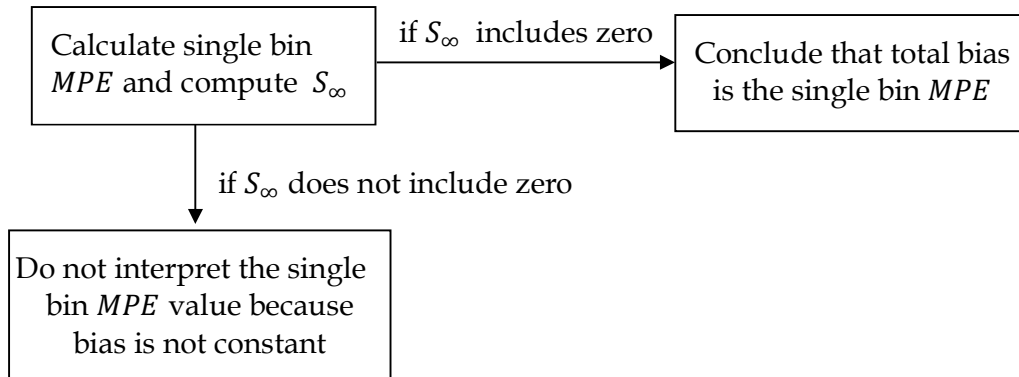 Calculate single bin
MPE and compute S∞
if S∞ includes zero
Conclude that total bias
is the single bin MPE
if S∞ does not include zero
Do not interpret the single
bin MPE value because
bias is not constant